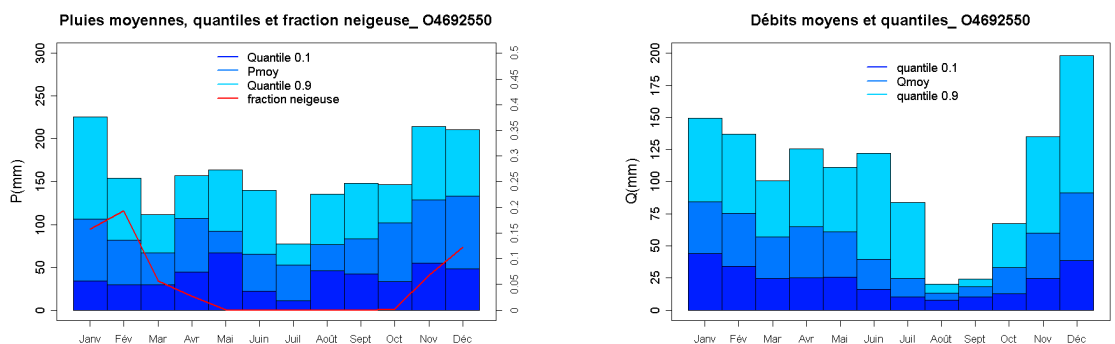 Pluies moyennes, quantiles et fraction neigeuse_ O4692550
P(mm)
300
250
200
150
100
50
0
Quantile 0.1
Pmoy
Quantile 0.9
fraction neigeuse
0.5
0.45
0.4
0.35
0.3
0.25
0.2
0.15
0.1
0.05
0
Janv Fév Mar Avr Mai Juin Juil Août Sept Oct Nov Déc
Débits moyens et quantiles_ O4692550
Q(mm)
200
175
150
125
100
75
50
25
0
quantile 0.1
Qmoy
quantile 0.9
Janv Fév Mar Avr Mai Juin Juil Août Sept Oct Nov Déc